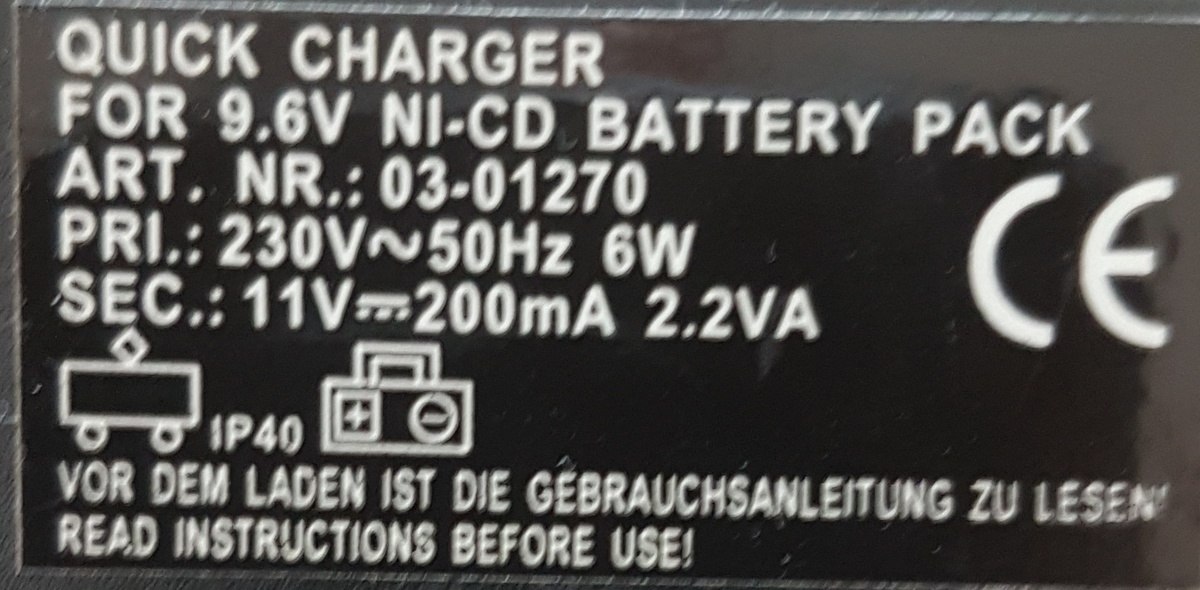 QUICK CHARGER
FOR 9.6V NI-CD BATTERY PACK
ART. NR.: 03-01270
PRI.: 230V~50Hz 6W
SEC.: 11V⎓200mA 2.2VA
CE
IP40
+ −
VOR DEM LADEN IST DIE GEBRAUCHSANLEITUNG ZU LESEN!
READ INSTRUCTIONS BEFORE USE!